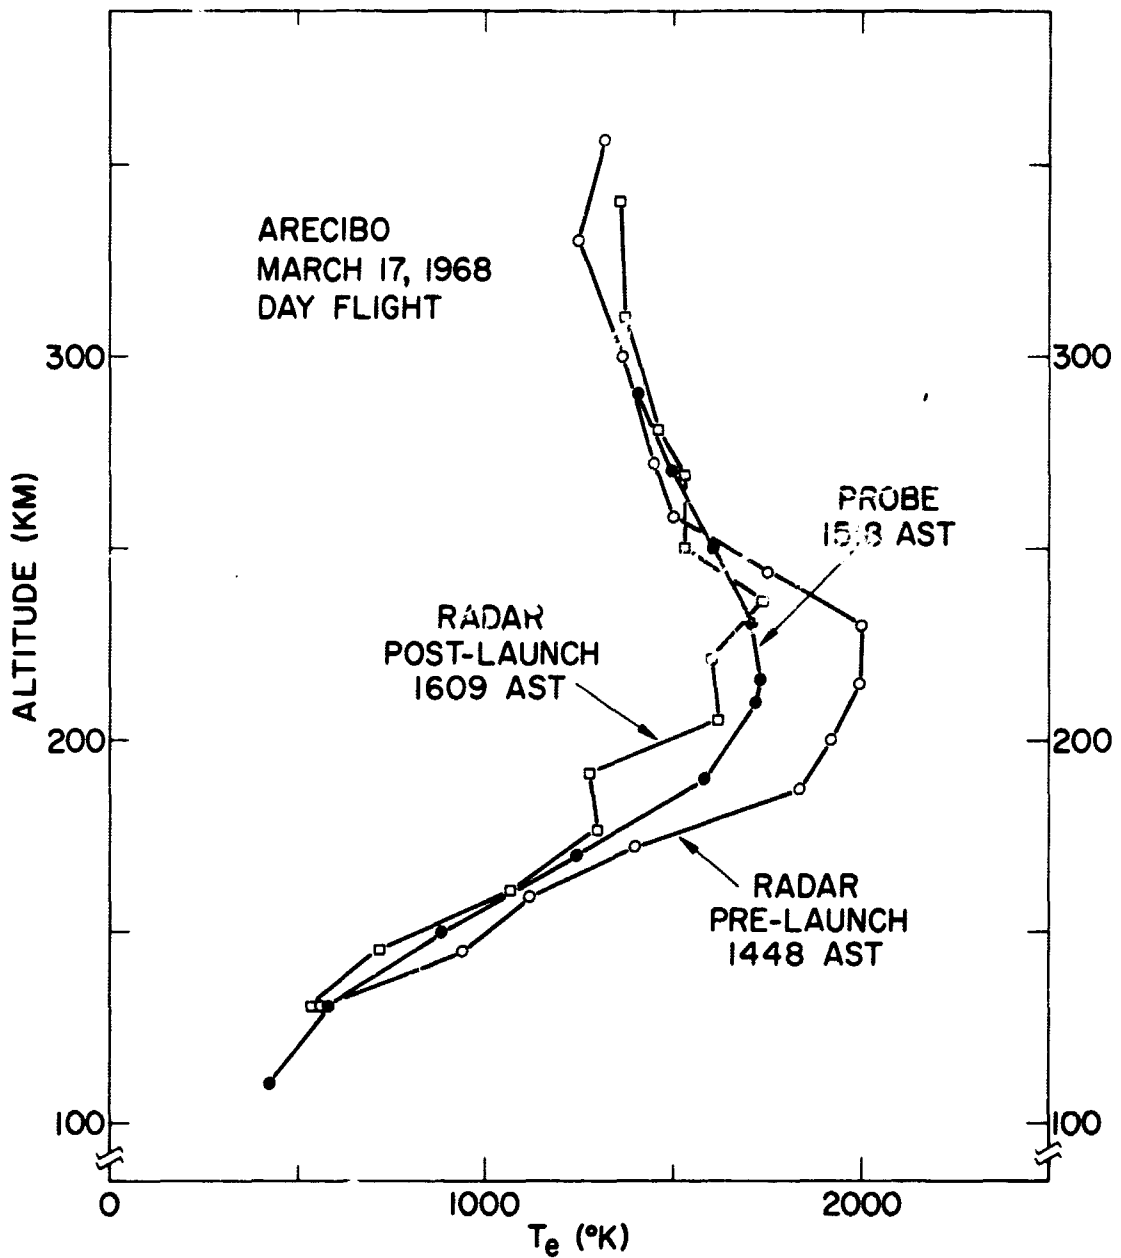 ARECIBO
MARCH 17, 1968
DAY FLIGHT
300
300
ALTITUDE (KM)
PROBE
AST
RADAR
POST-LAUNCH
1609 AST
200
200
RADAR
PRE-LAUNCH
1448 AST
100
100
0
1000
2000
Te (°K)